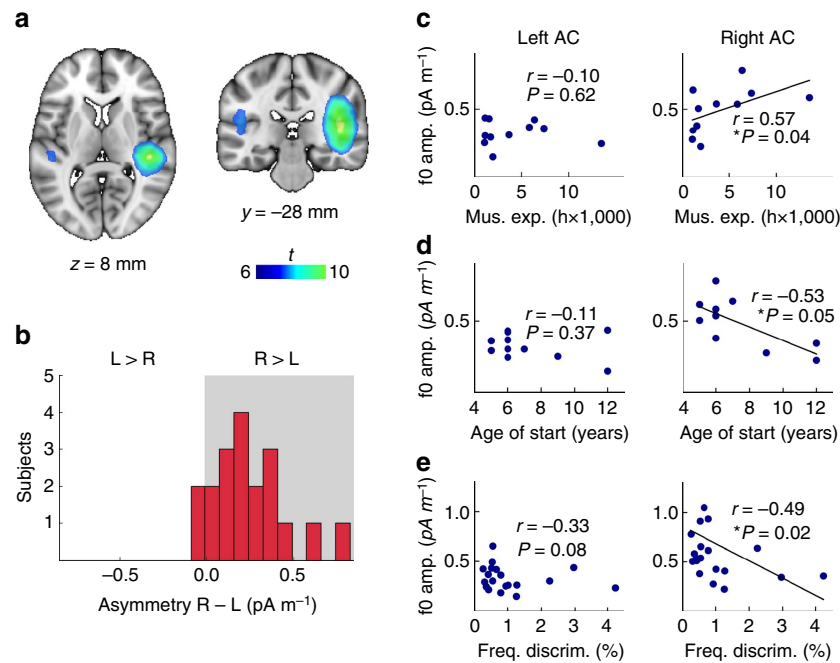 a
z = 8 mm
y = –28 mm
t
6
10
b
L > R
R > L
5
4
3
2
1
Subjects
–0.5
0.0
0.5
Asymmetry R – L (pA m⁻¹)
c
Left AC
Right AC
f0 amp. (pA m⁻¹)
0.5
r = –0.10
P = 0.62
0 5 10
Mus. exp. (h×1,000)
0.5
r = 0.57
*P = 0.04
0 5 10
Mus. exp. (h×1,000)
d
f0 amp. (pA m⁻¹)
0.5
r = –0.11
P = 0.37
4 6 8 10 12
Age of start (years)
0.5
r = –0.53
*P = 0.05
4 6 8 10 12
Age of start (years)
e
f0 amp. (pA m⁻¹)
1.0
0.5
r = –0.33
P = 0.08
0 1 2 3 4
Freq. discrim. (%)
1.0
0.5
r = –0.49
*P = 0.02
0 1 2 3 4
Freq. discrim. (%)